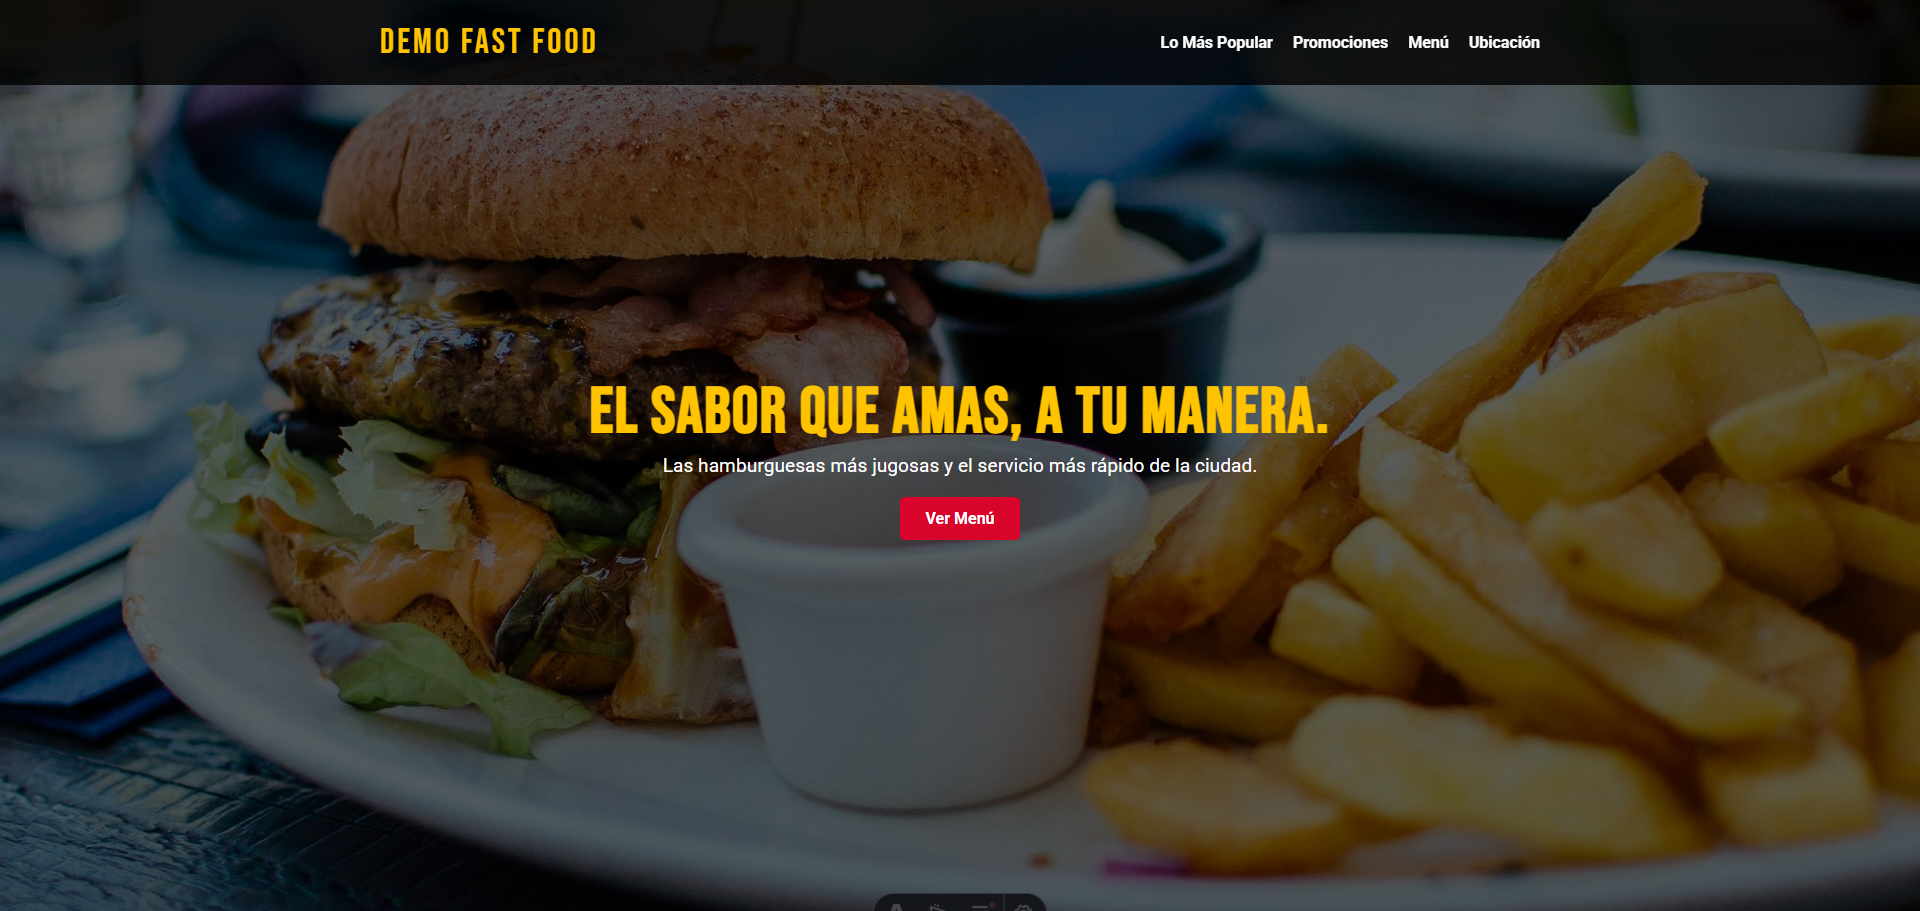 DEMO FAST FOOD
Lo Más Popular Promociones Menú Ubicación
EL SABOR QUE AMAS, A TU MANERA.
Las hamburguesas más jugosas y el servicio más rápido de la ciudad.
Ver Menú